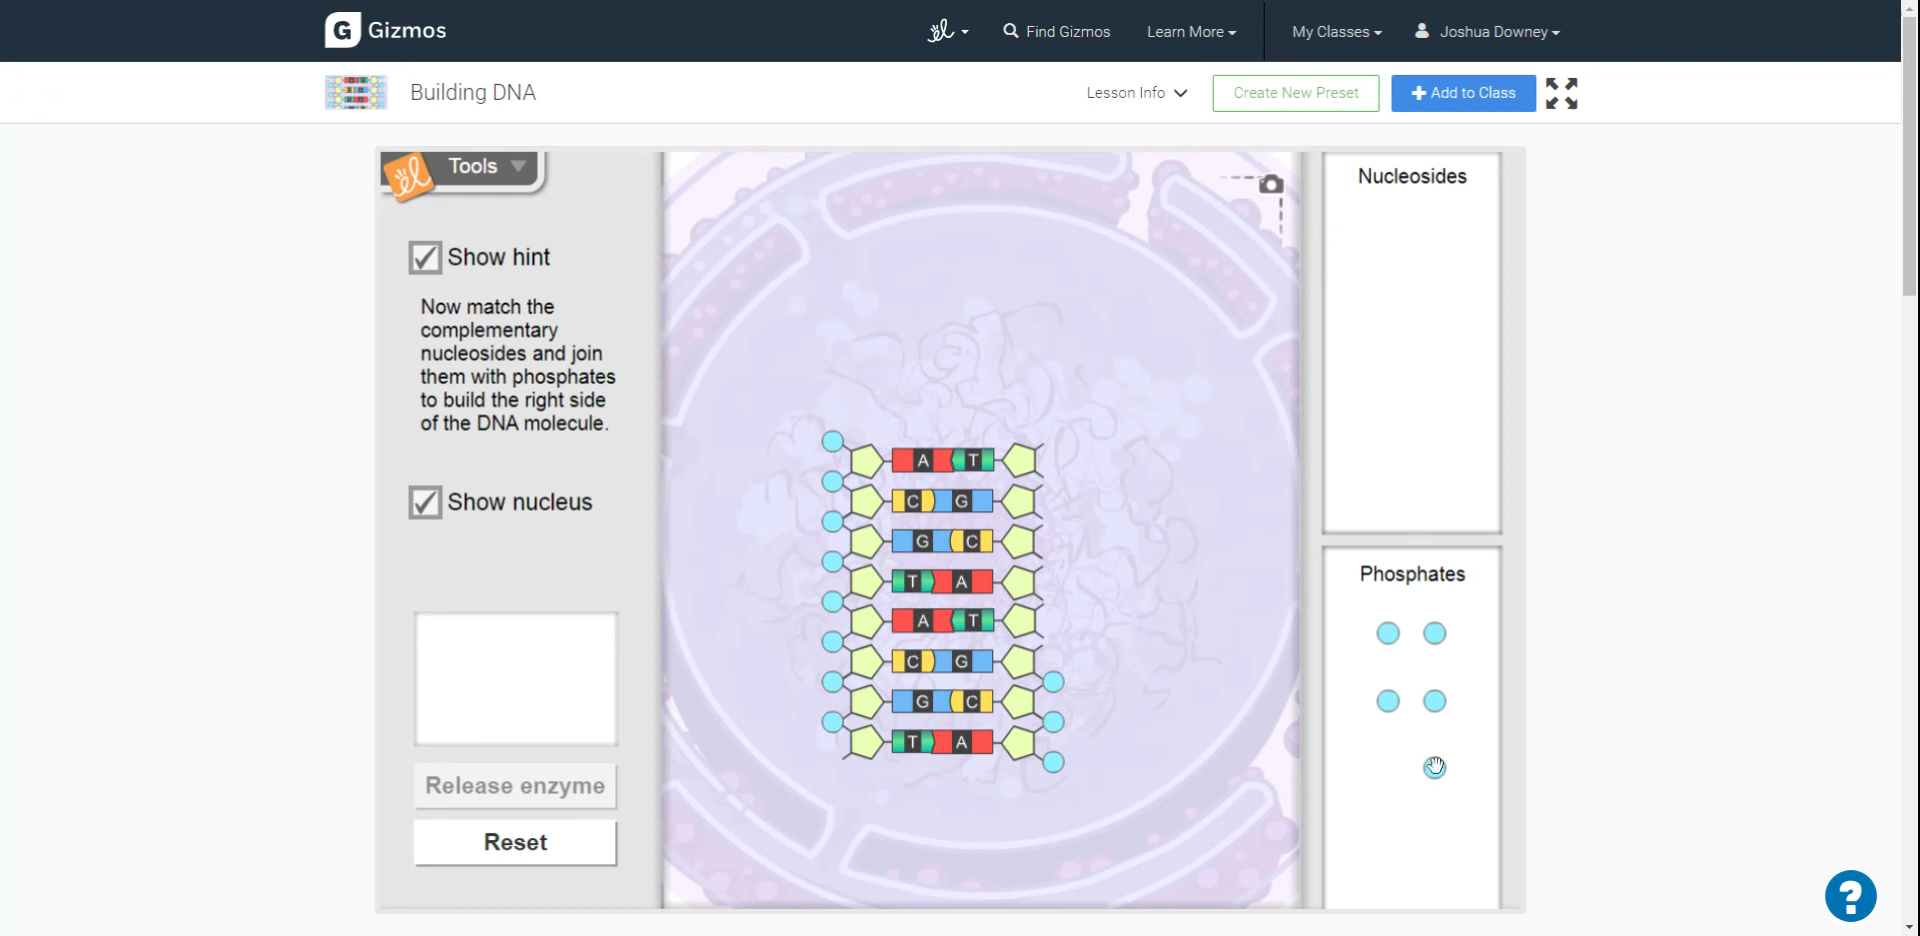 G Gizmos
Find Gizmos
Learn More
My Classes
Joshua Downey
Building DNA
Lesson Info
Create New Preset
Add to Class
Tools
Show hint
Now match the
complementary
nucleosides and join
them with phosphates
to build the right side
of the DNA molecule.
Show nucleus
Release enzyme
Reset
A T
C G
G C
T A
A T
C G
G C
T A
Nucleosides
Phosphates
?